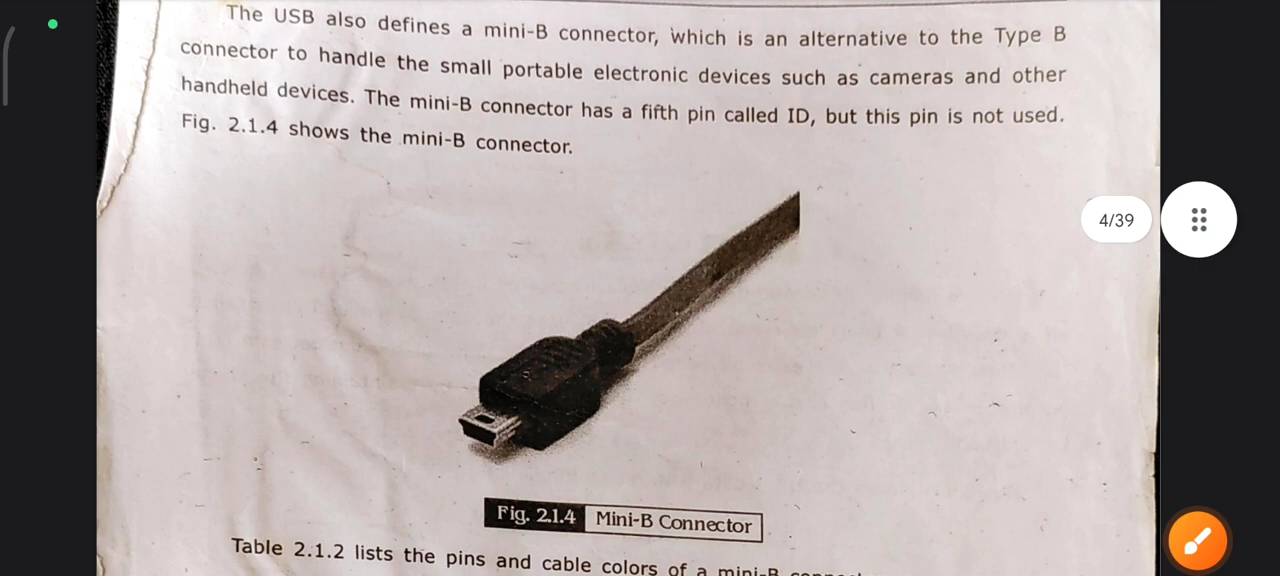 The USB also defines a mini-B connector, which is an alternative to the Type B
connector to handle the small portable electronic devices such as cameras and other
handheld devices. The mini-B connector has a fifth pin called ID, but this pin is not used.
Fig. 2.1.4 shows the mini-B connector.
4/39
Fig. 2.1.4 Mini-B Connector
Table 2.1.2 lists the pins and cable colors of a mini-B